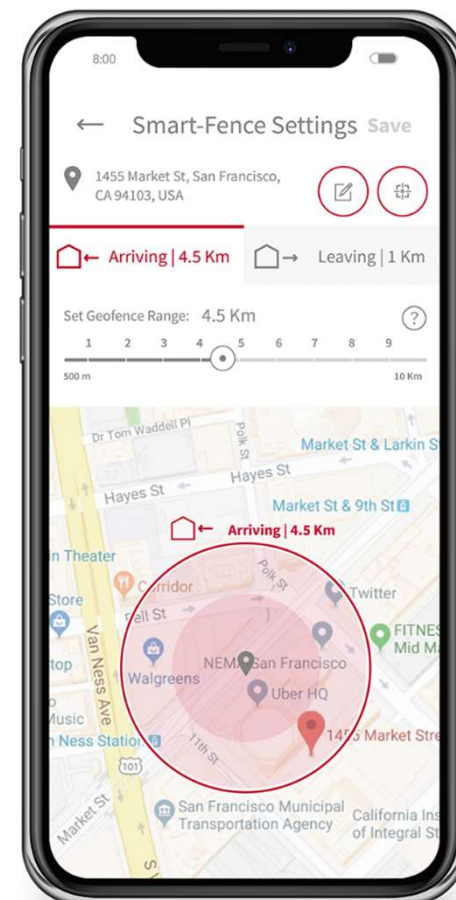 8:00
← Smart-Fence Settings Save
1455 Market St, San Francisco,
CA 94103, USA
← Arriving | 4.5 Km → Leaving | 1 Km
Set Geofence Range: 4.5 Km ?
1 2 3 4 5 6 7 8 9
500 m 10 Km
Dr Tom Waddell Pl
Polk St
Market St & Larkin S
Hayes St
Hayes St
Market St & 9th St
← Arriving | 4.5 Km
n Theater
Polk St
Corridor
Twitter
Store
Fell St
FITNES
Mid Ma
top
Van Ness Ave
Walgreens
NEMA San Francisco
Uber HQ
Music
n Ness Station
11th St
1455 Market Stre
101
Market St
San Francisco Municipal
Transportation Agency
California Ins
of Integral St
S V